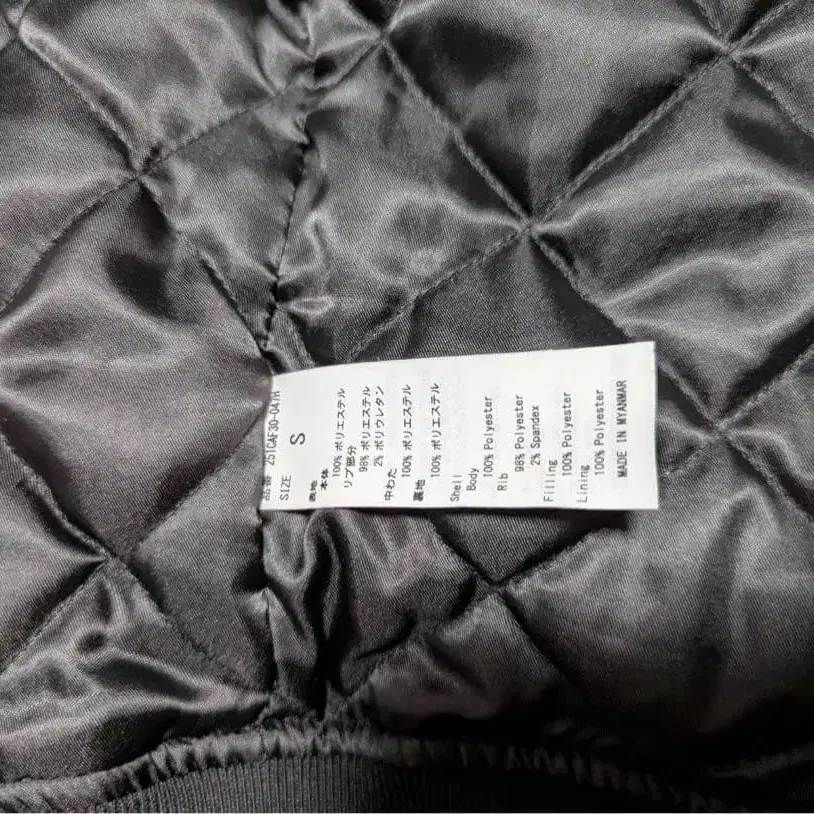 品番 251CAF30-047H
SIZE S
表地
本体
100% ポリエステル
リブ部分
98% ポリエステル
2% ポリウレタン
中わた
100% ポリエステル
裏地
100% ポリエステル
Shell
Body
100% Polyester
Rib
98% Polyester
2% Spandex
Filling
100% Polyester
Lining
100% Polyester
MADE IN MYANMAR